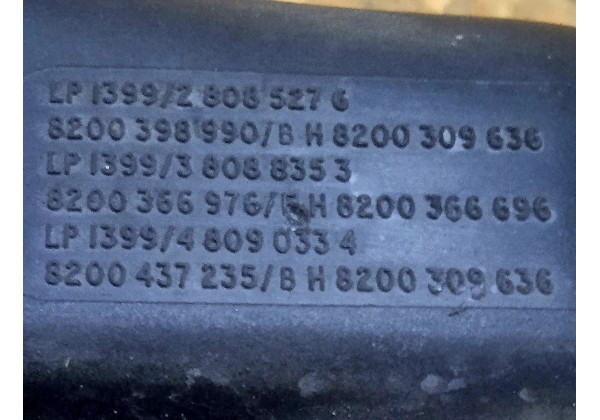 LP 1399/2 808 527 6
8200 398 990/B H 8200 309 636
LP 1399/3 808 835 3
8200 366 976/ H 8200 366 696
LP 1399/4 809 033 4
8200 437 235/B H 8200 309 636